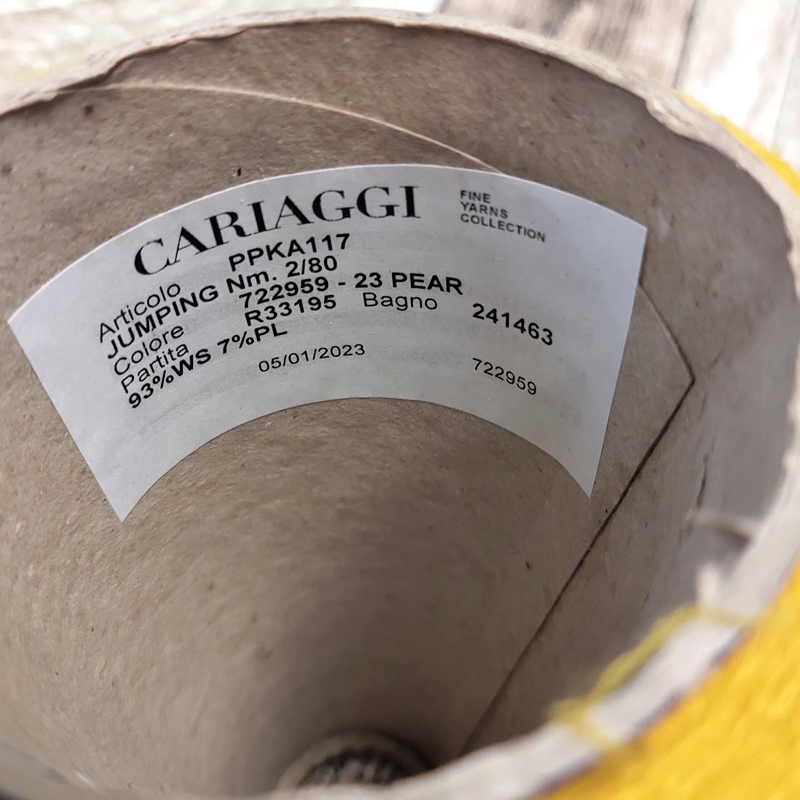 CARIAGGI
FINE
YARNS
COLLECTION
Articolo PPKA117
JUMPING Nm. 2/80
Colore 722959 - 23 PEAR
Partita R33195 Bagno 241463
93%WS 7%PL
05/01/2023 722959